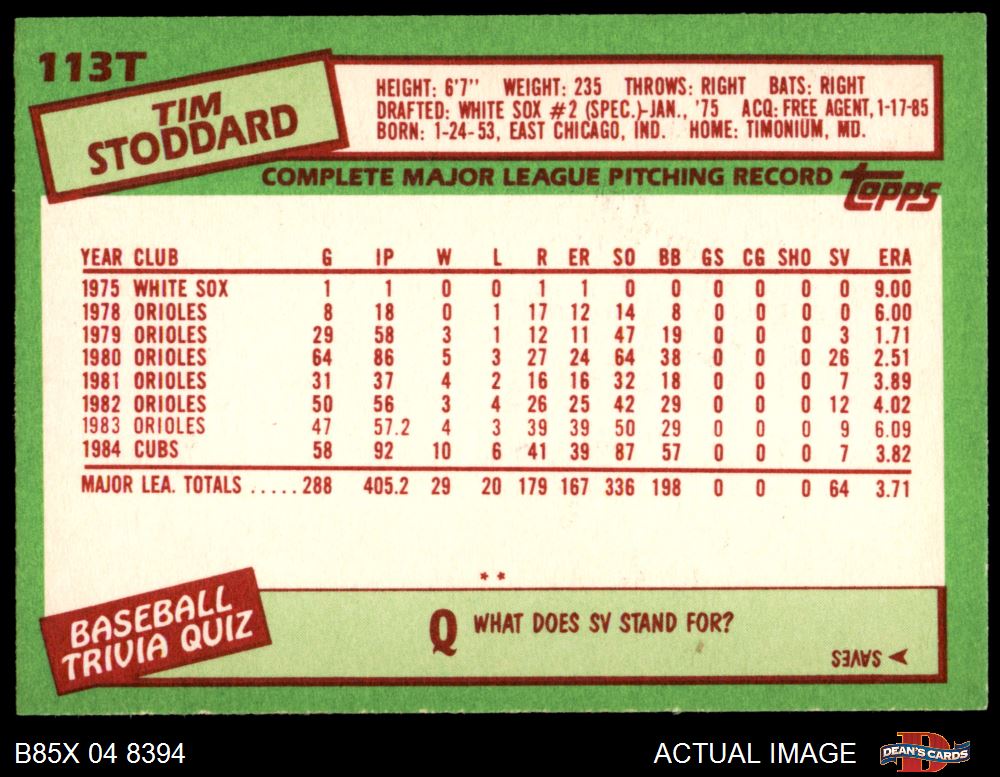 113T
TIM
STODDARD
HEIGHT: 6'7" WEIGHT: 235 THROWS: RIGHT BATS: RIGHT
DRAFTED: WHITE SOX #2 (SPEC.)-JAN., '75 ACQ: FREE AGENT, 1-17-85
BORN: 1-24-53, EAST CHICAGO, IND. HOME: TIMONIUM, MD.
COMPLETE MAJOR LEAGUE PITCHING RECORD topps
YEAR CLUB G IP W L R ER SO BB GS CG SHO SV ERA
1975 WHITE SOX 1 1 0 0 1 1 0 0 0 0 0 0 9.00
1978 ORIOLES 8 18 0 1 17 12 14 8 0 0 0 0 6.00
1979 ORIOLES 29 58 3 1 12 11 47 19 0 0 0 3 1.71
1980 ORIOLES 64 86 5 3 27 24 64 38 0 0 0 26 2.51
1981 ORIOLES 31 37 4 2 16 16 32 18 0 0 0 7 3.89
1982 ORIOLES 50 56 3 4 26 25 42 29 0 0 0 12 4.02
1983 ORIOLES 47 57.2 4 3 39 39 50 29 0 0 0 9 6.09
1984 CUBS 58 92 10 6 41 39 87 57 0 0 0 7 3.82
MAJOR LEA. TOTALS ..... 288 405.2 29 20 179 167 336 198 0 0 0 64 3.71
**
BASEBALL
TRIVIA QUIZ
Q WHAT DOES SV STAND FOR?
SAVES
B85X 04 8394 ACTUAL IMAGE DEAN'S CARDS